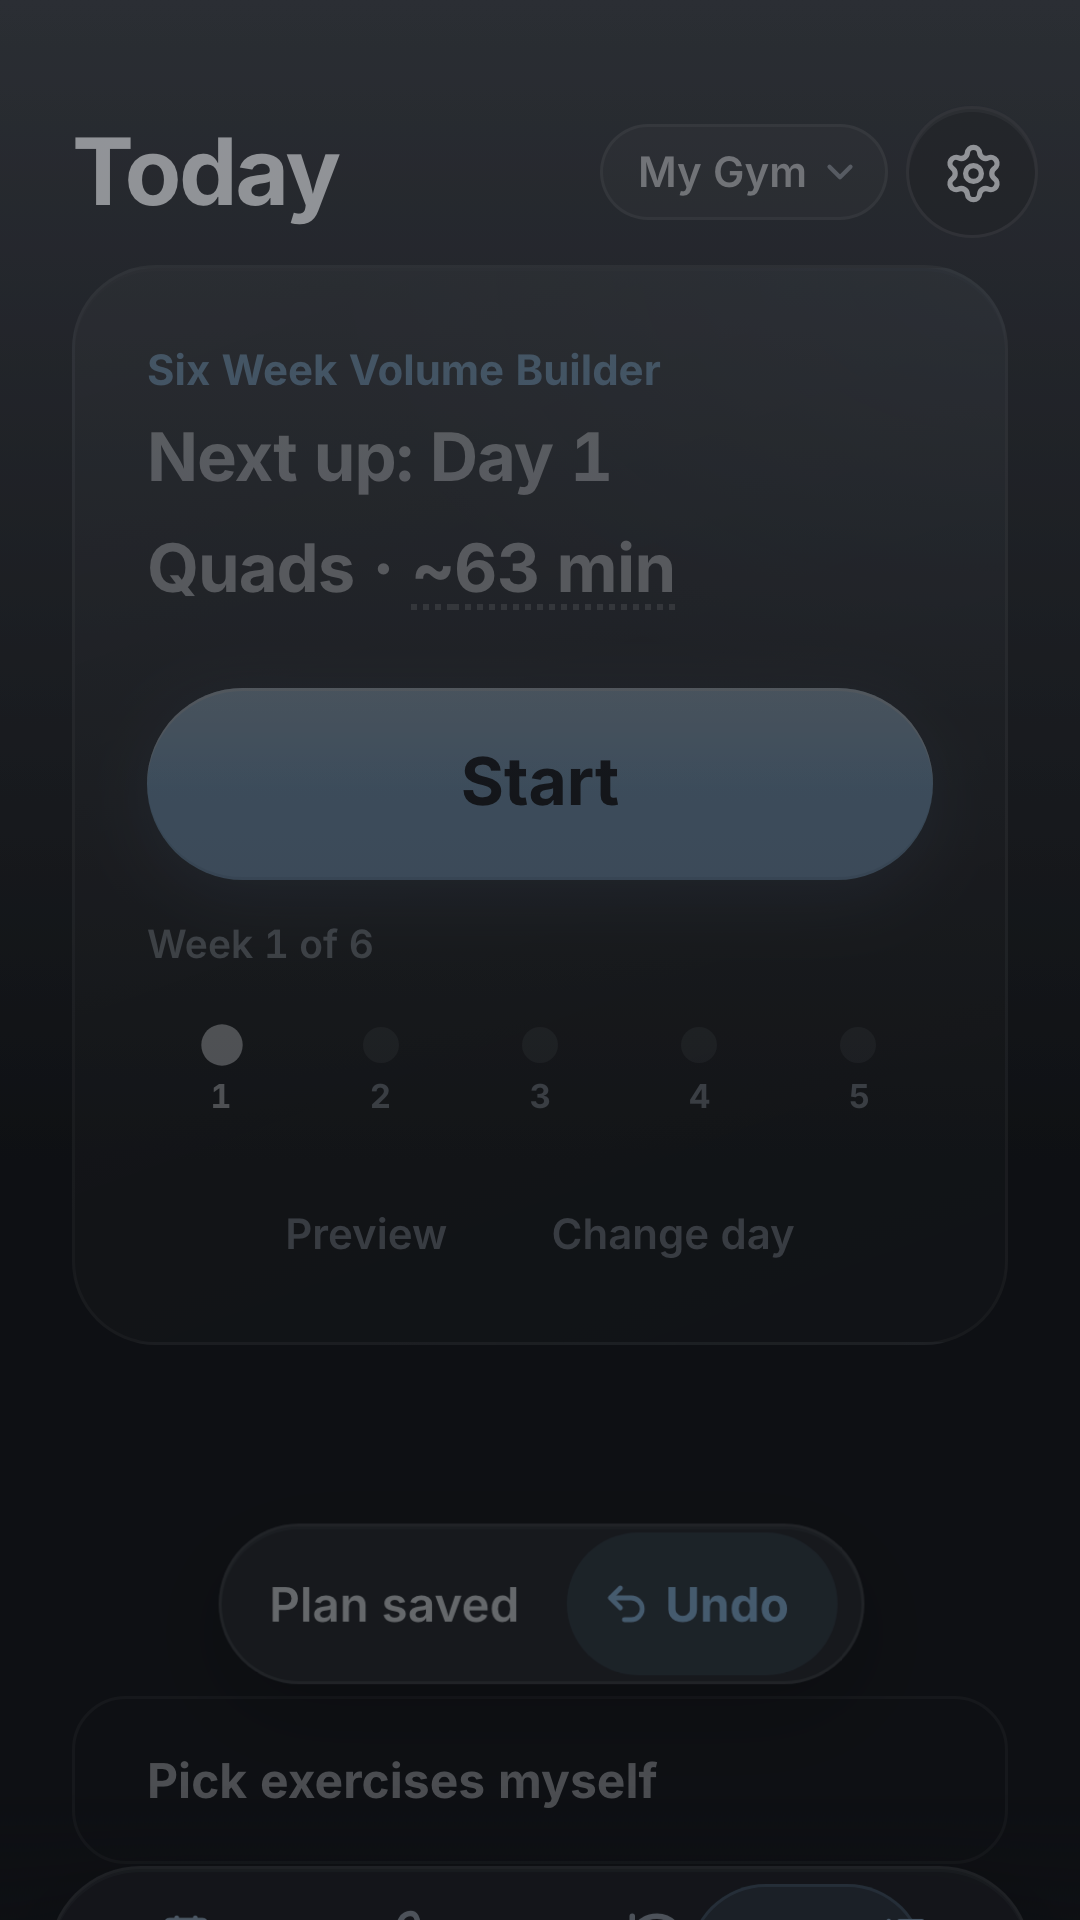 Today
My Gym
Six Week Volume Builder
Next up: Day 1
Quads · ~63 min
Start
Week 1 of 6
1 2 3 4 5
Preview Change day
Plan saved Undo
Pick exercises myself